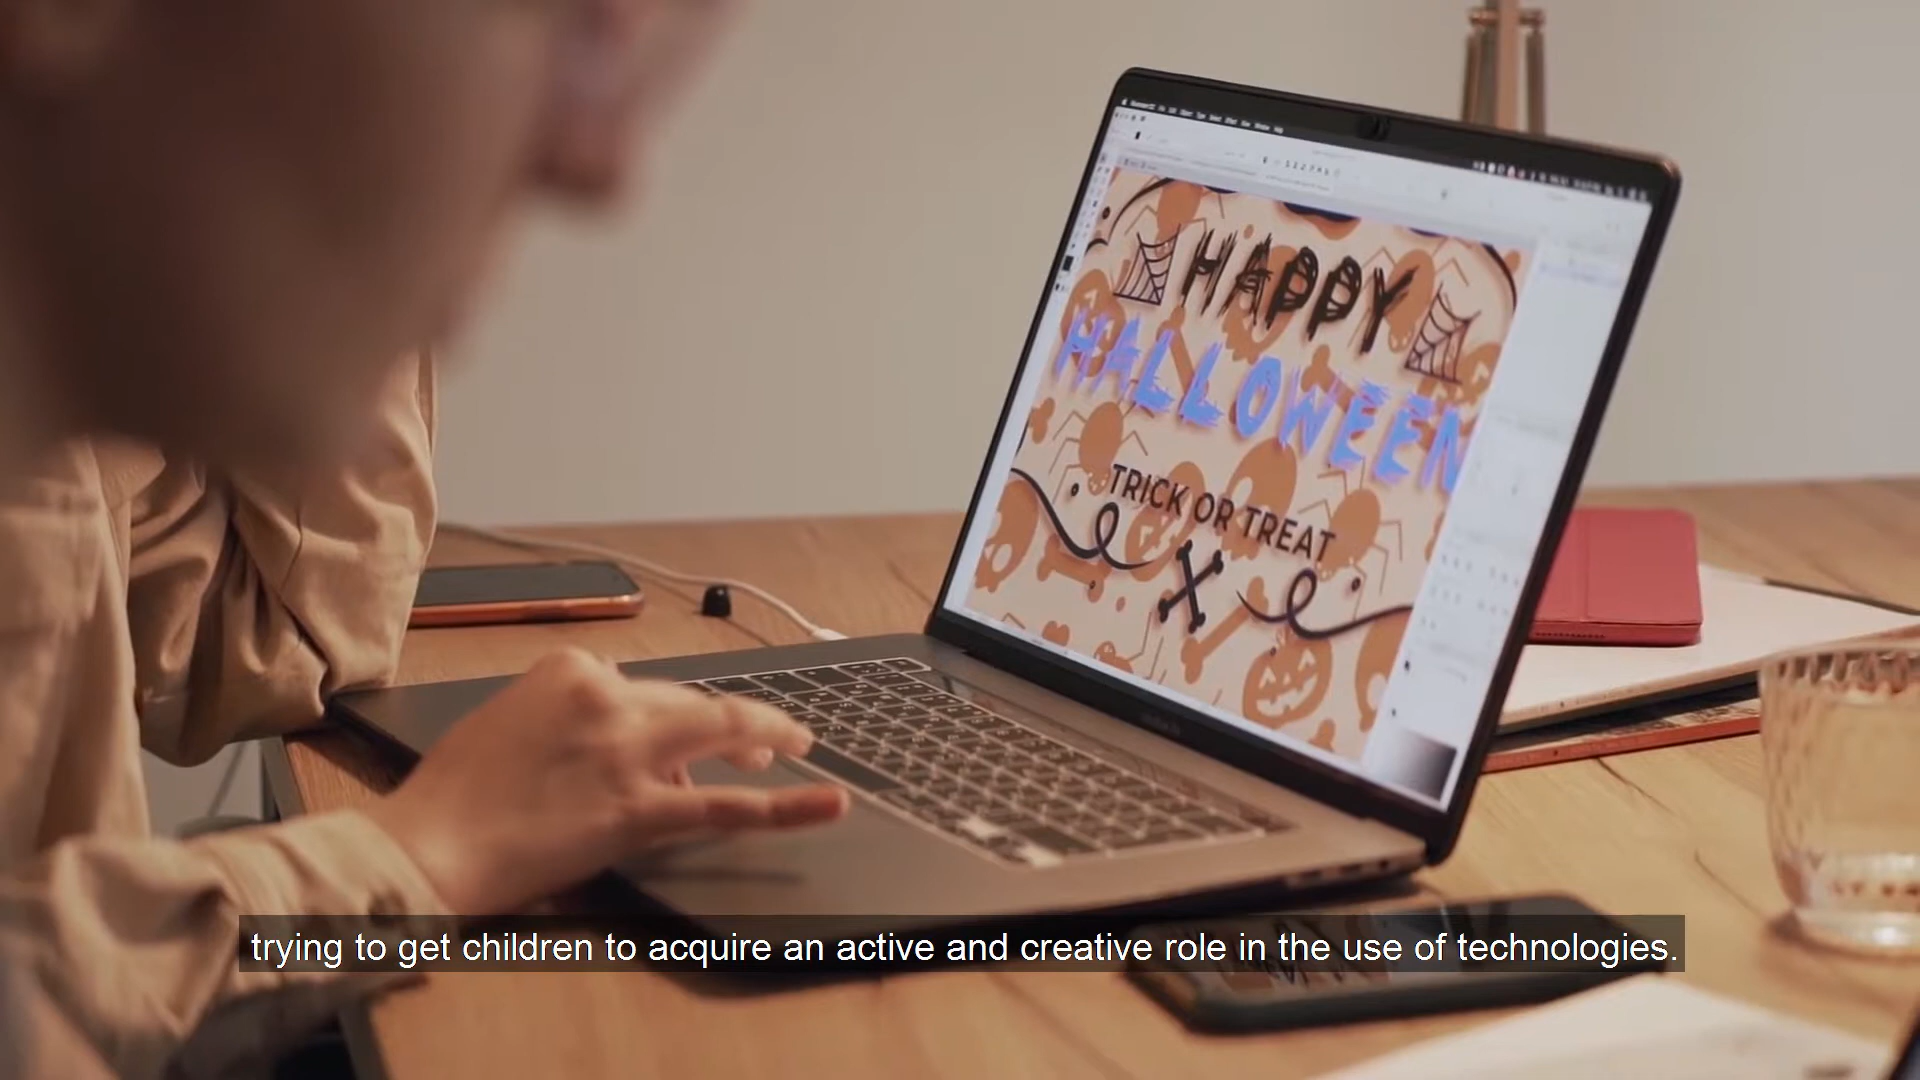 HAPPY
HALLOWEEN
TRICK OR TREAT
trying to get children to acquire an active and creative role in the use of technologies.